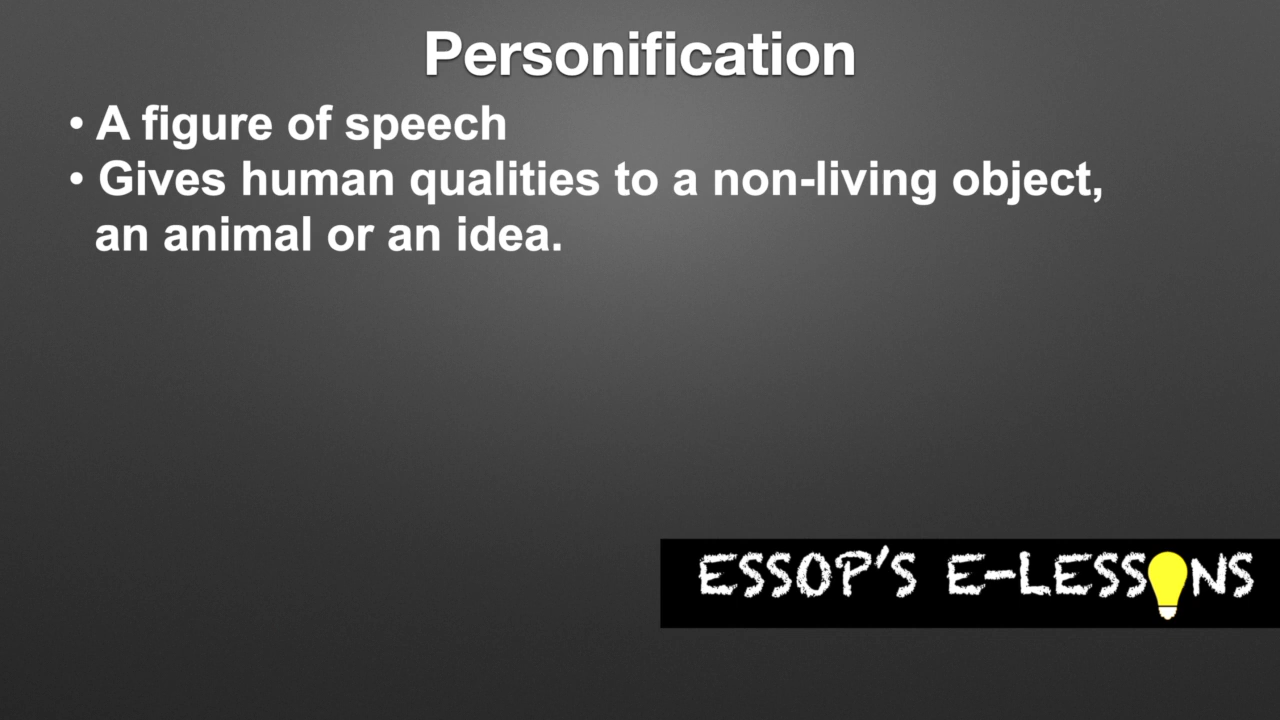 Personification
• A figure of speech
• Gives human qualities to a non-living object,
an animal or an idea.
ESSOP'S E-LESSONS